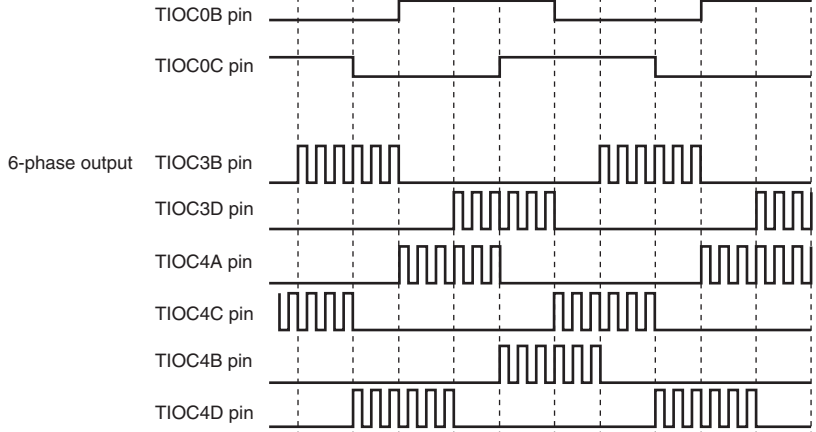 TIOC0B pin
TIOC0C pin
6-phase output TIOC3B pin
TIOC3D pin
TIOC4A pin
TIOC4C pin
TIOC4B pin
TIOC4D pin